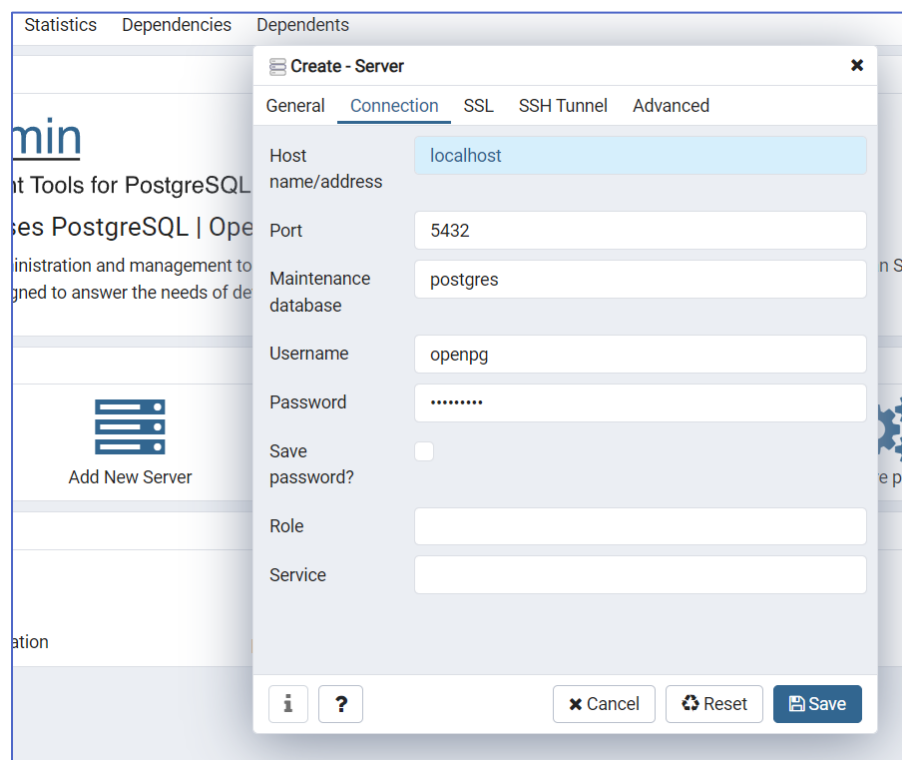 Statistics Dependencies Dependents
Create - Server
General Connection SSL SSH Tunnel Advanced
min
nt Tools for PostgreSQL
ses PostgreSQL | Ope
inistration and management to
n S
gned to answer the needs of de
Host
name/address
localhost
Port
5432
Maintenance
database
postgres
Username
openpg
Password
•••••••••
Save
password?
Role
Service
Add New Server
e p
ation
i ? Cancel Reset Save